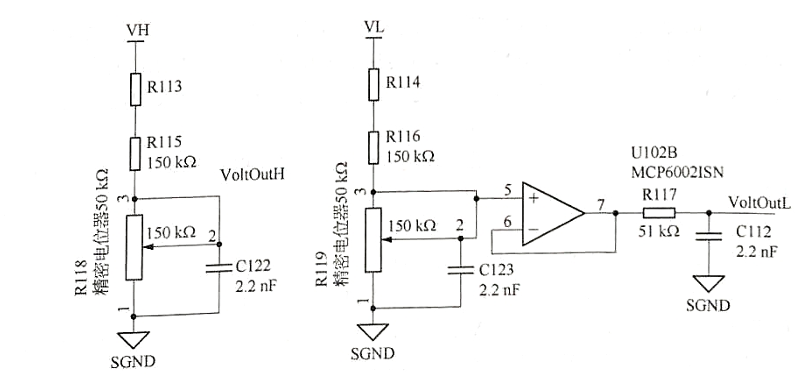 VH
R113
R115
150 kΩ
VoltOutH
3
150 kΩ
2
R118
精密电位器50 kΩ
C122
2.2 nF
1
SGND
VL
R114
R116
150 kΩ
3
150 kΩ
2
R119
精密电位器50 kΩ
C123
2.2 nF
1
SGND
5
+
6
−
7
U102B
MCP6002ISN
R117
51 kΩ
VoltOutL
C112
2.2 nF
SGND